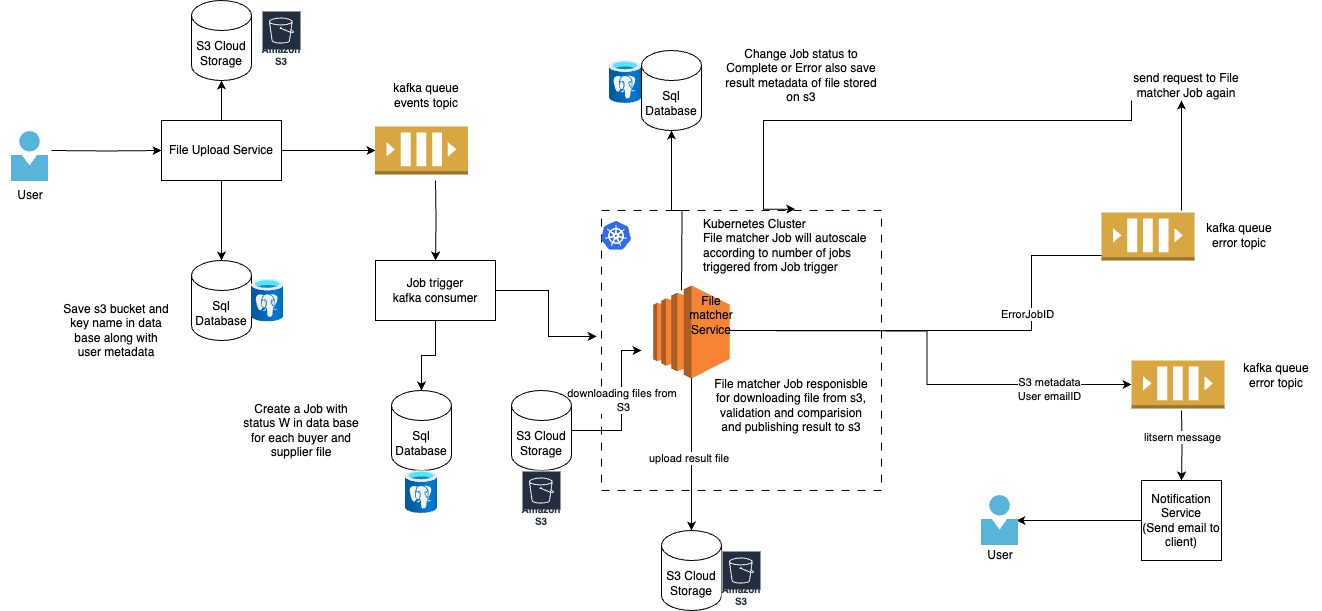 S3 Cloud
Storage
Amazon
S3
kafka queue
events topic
File Upload Service
User
Save s3 bucket and
key name in data
base along with
user metadata
Sql
Database
Job trigger
kafka consumer
Create a Job with
status W in data base
for each buyer and
supplier file
Sql
Database
S3 Cloud
Storage
Amazon
S3
downloading files from
S3
Sql
Database
Change Job status to
Complete or Error also save
result metadata of file stored
on s3
send request to File
matcher Job again
Kubernetes Cluster
File matcher Job will autoscale
according to number of jobs
triggered from Job trigger
File
matcher
Service
File matcher Job responisble
for downloading file from s3,
validation and comparision
and publishing result to s3
upload result file
S3 Cloud
Storage
Amazon
S3
ErrorJobID
kafka queue
error topic
S3 metadata
User emailID
kafka queue
error topic
litsern message
Notification
Service
(Send email to
client)
User